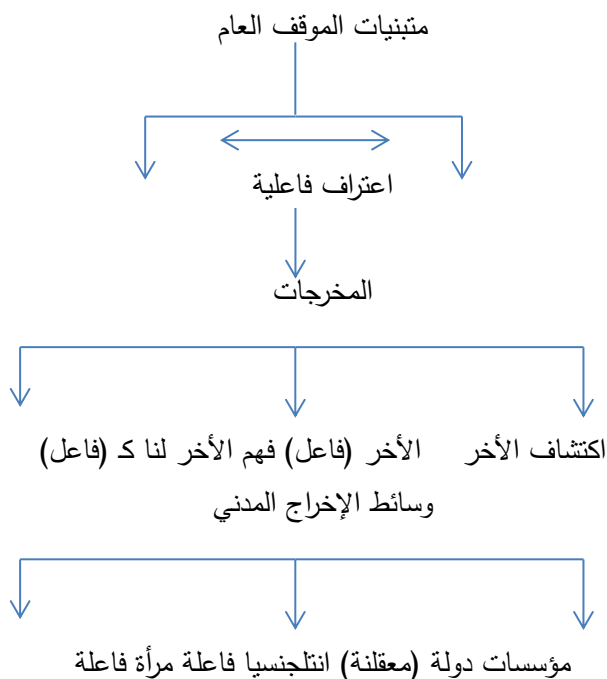 متبنيات الموقف العام
اعتراف فاعلية
المخرجات
اكتشاف الأخر    الأخر (فاعل) فهم الأخر لنا كـ (فاعل)
وسائط الإخراج المدني
مؤسسات دولة (معقلنة) انتلجنسيا فاعلة مرأة فاعلة